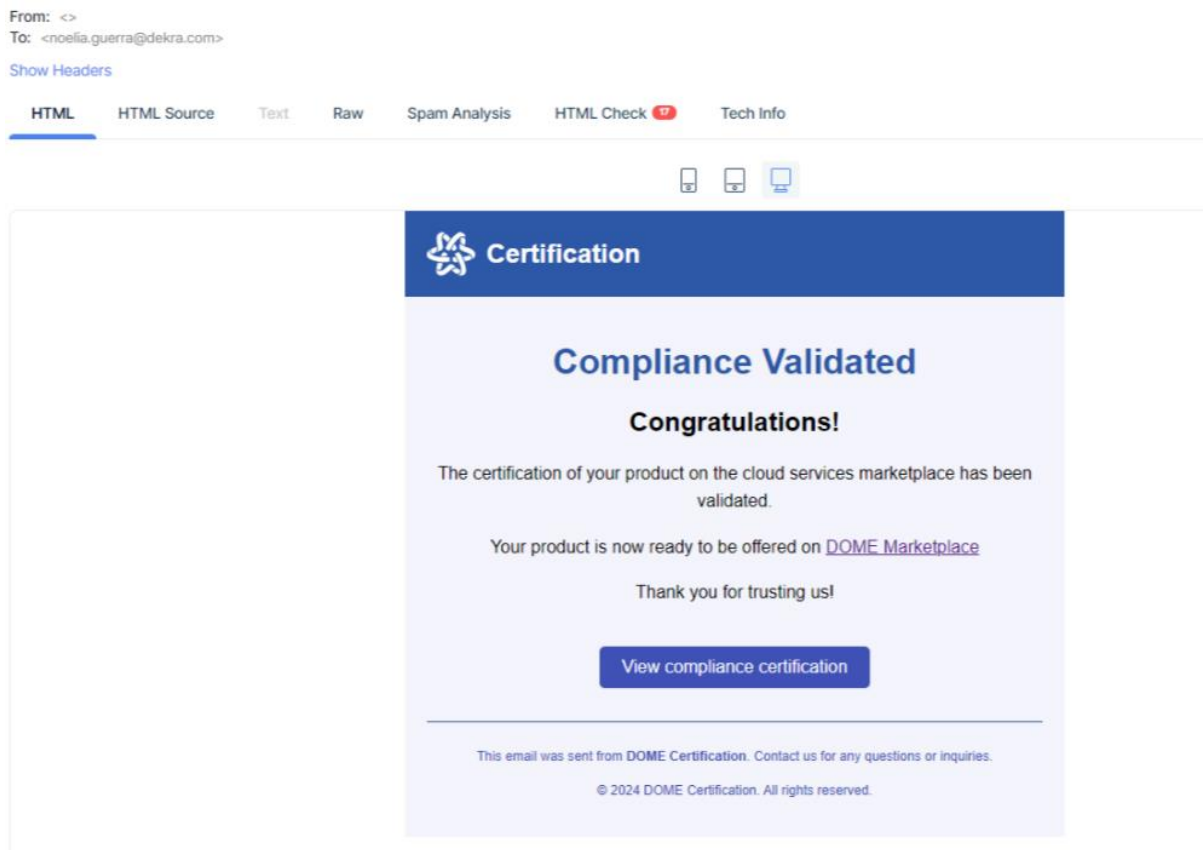 From: <>
To: <noelia.guerra@dekra.com>
Show Headers
HTML HTML Source Text Raw Spam Analysis HTML Check 17 Tech Info
Certification
Compliance Validated
Congratulations!
The certification of your product on the cloud services marketplace has been
validated.
Your product is now ready to be offered on DOME Marketplace
Thank you for trusting us!
View compliance certification
This email was sent from DOME Certification. Contact us for any questions or inquiries.
© 2024 DOME Certification. All rights reserved.